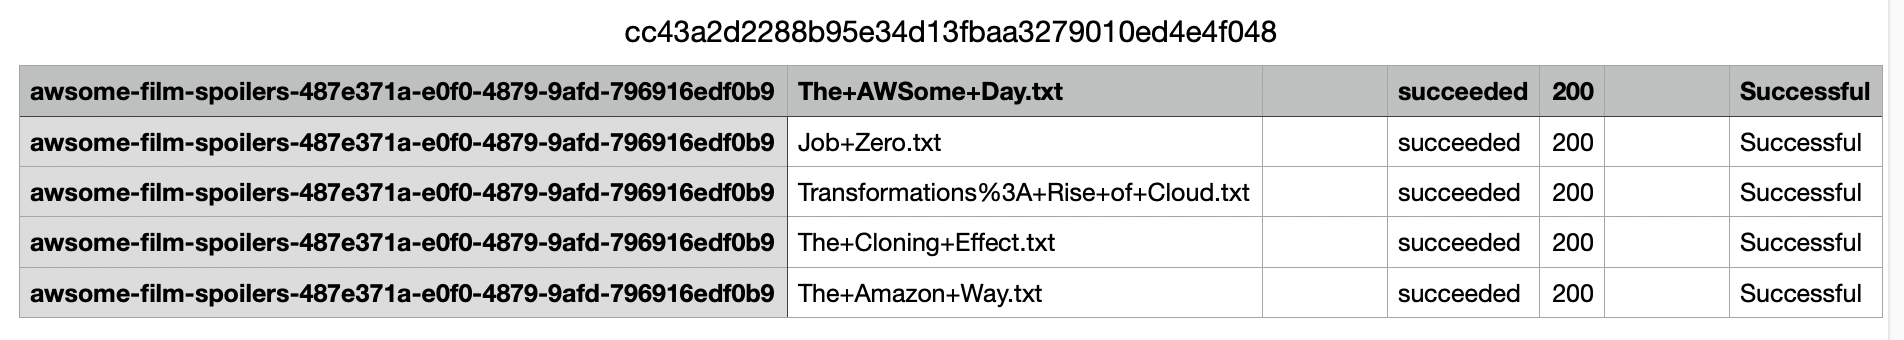 cc43a2d2288b95e34d13fbaa3279010ed4e4f048
awsome-film-spoilers-487e371a-e0f0-4879-9afd-796916edf0b9 The+AWSome+Day.txt succeeded 200 Successful
awsome-film-spoilers-487e371a-e0f0-4879-9afd-796916edf0b9 Job+Zero.txt succeeded 200 Successful
awsome-film-spoilers-487e371a-e0f0-4879-9afd-796916edf0b9 Transformations%3A+Rise+of+Cloud.txt succeeded 200 Successful
awsome-film-spoilers-487e371a-e0f0-4879-9afd-796916edf0b9 The+Cloning+Effect.txt succeeded 200 Successful
awsome-film-spoilers-487e371a-e0f0-4879-9afd-796916edf0b9 The+Amazon+Way.txt succeeded 200 Successful